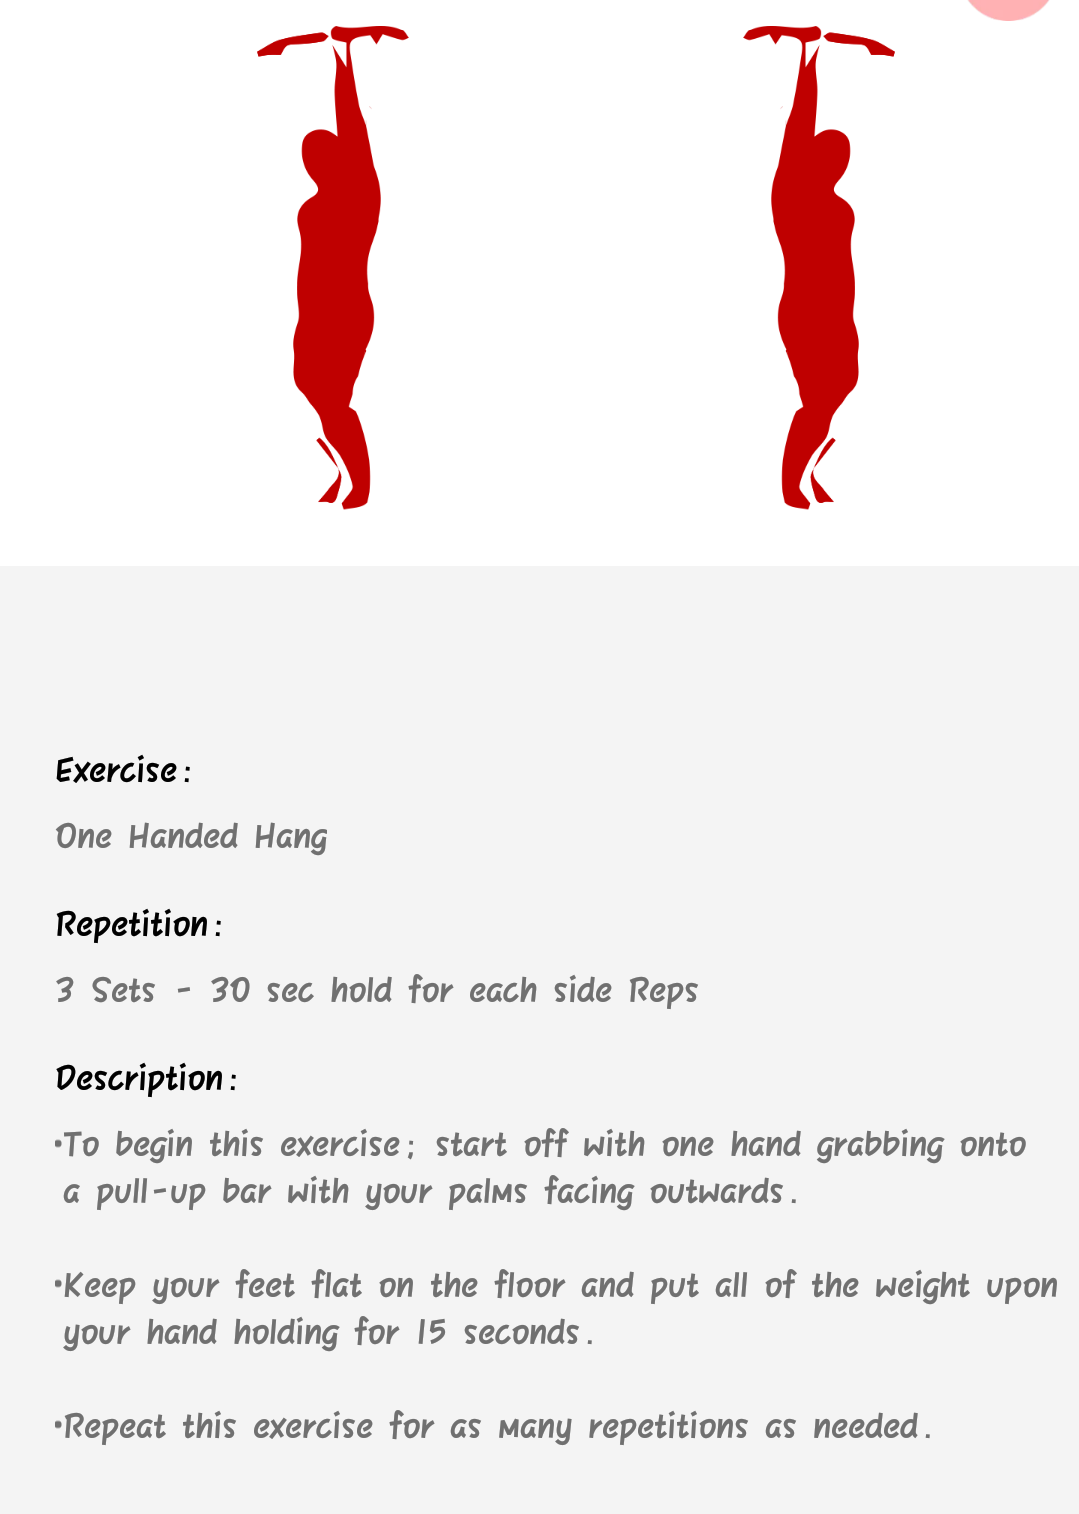 Exercise:
One Handed Hang
Repetition:
3 Sets - 30 sec hold for each side Reps
Description:
•To begin this exercise; start off with one hand grabbing onto
a pull-up bar with your palms facing outwards.
•Keep your feet flat on the floor and put all of the weight upon
your hand holding for 15 seconds.
•Repeat this exercise for as many repetitions as needed.